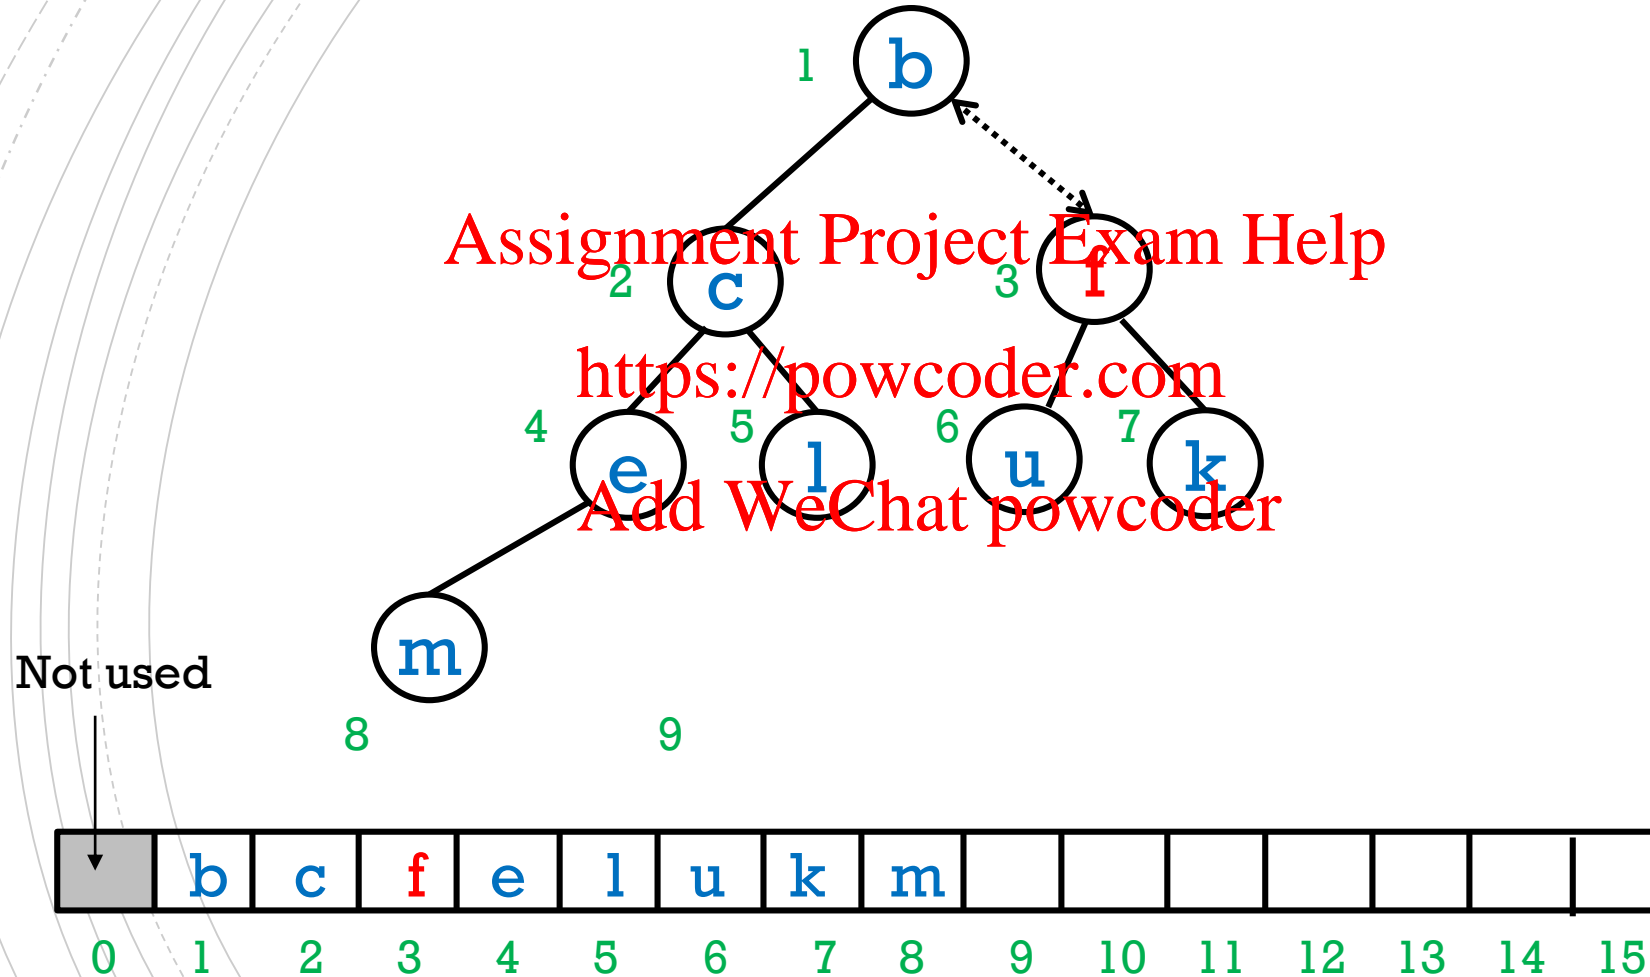 1 b
Assignment Project Exam Help
2 c 3 f
https://powcoder.com
4 e 5 l 6 u 7 k
Add WeChat powcoder
m
Not used
8 9
b c f e l u k m
0 1 2 3 4 5 6 7 8 9 10 11 12 13 14 15